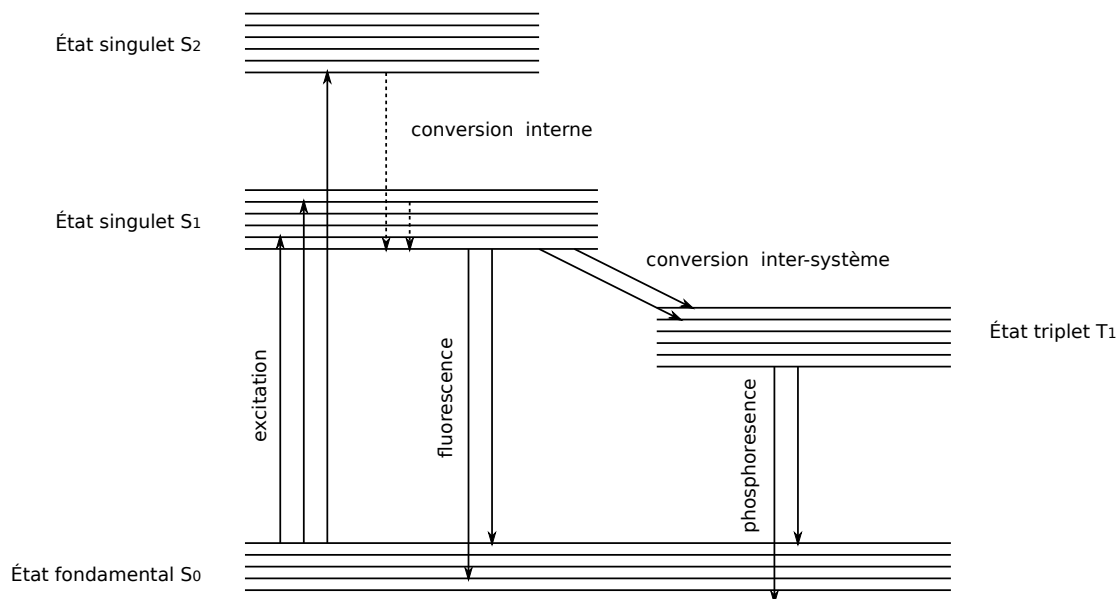 État singulet S2
conversion interne
État singulet S1
conversion inter-système
État triplet T1
excitation
fluorescence
phosphoresence
État fondamental S0